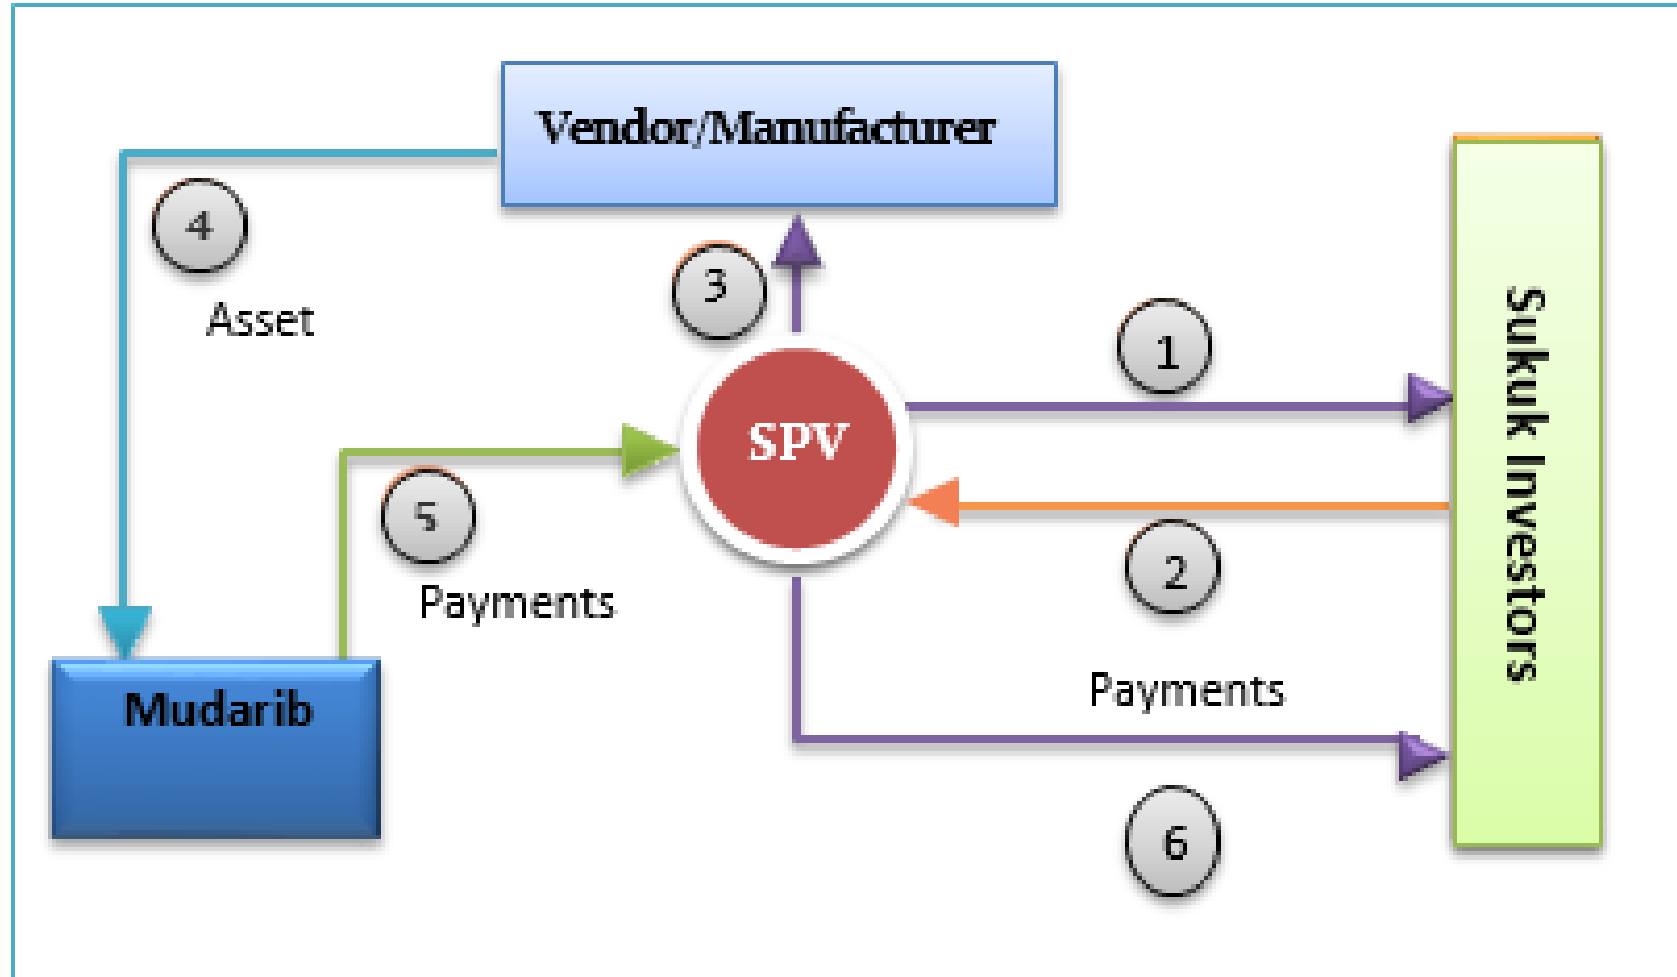 Vendor/Manufacturer
4
3
Asset
1
Sukuk Investors
SPV
5
2
Payments
Payments
Mudarib
6